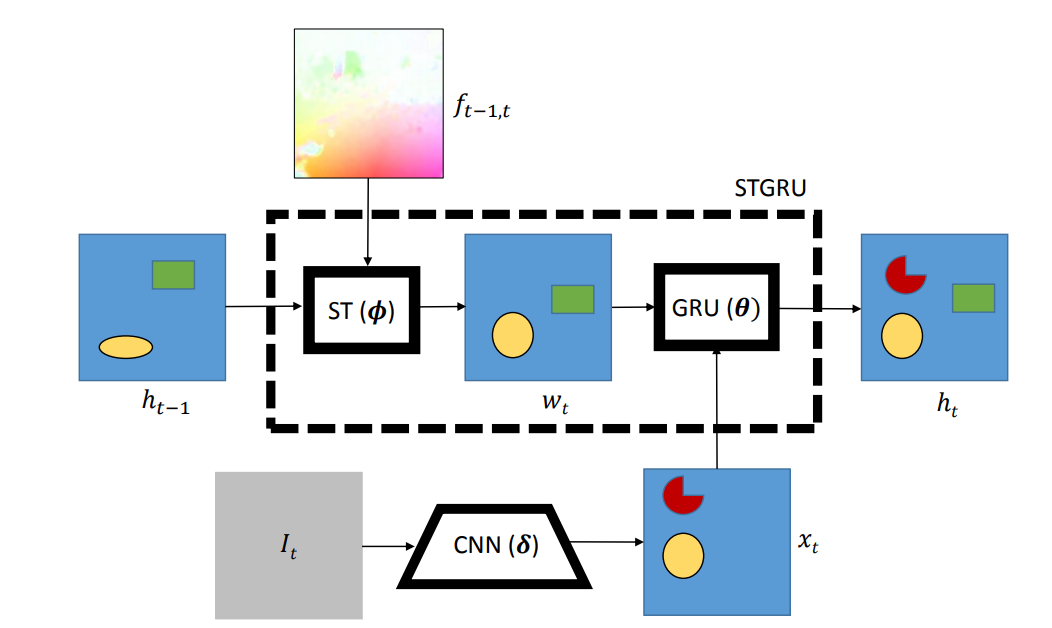 f_{t−1,t}
STGRU
ST (ϕ)
GRU (θ)
h_{t−1}
w_t
h_t
I_t
CNN (δ)
x_t